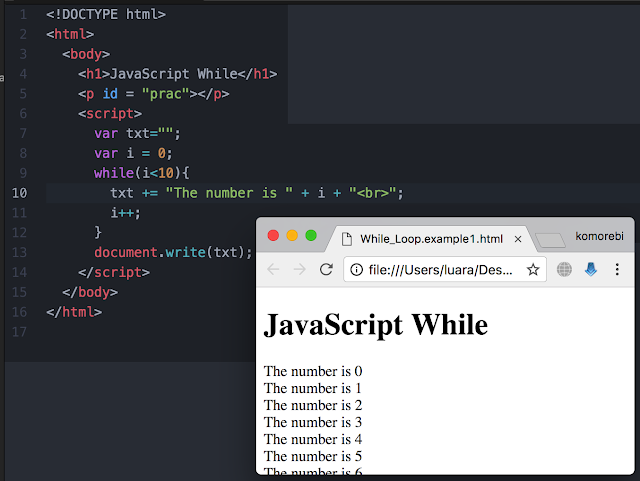 1 <!DOCTYPE html>
2 <html>
3 <body>
4 <h1>JavaScript While</h1>
5 <p id = "prac"></p>
6 <script>
7 var txt="";
8 var i = 0;
9 while(i<10){
10 txt += "The number is " + i + "<br>";
11 i++;
12 }
13 document.write(txt);
14 </script>
15 </body>
16 </html>
17
While_Loop.example1.html ×
komorebi
file:///Users/luara/Des...
JavaScript While
The number is 0
The number is 1
The number is 2
The number is 3
The number is 4
The number is 5
The number is 6